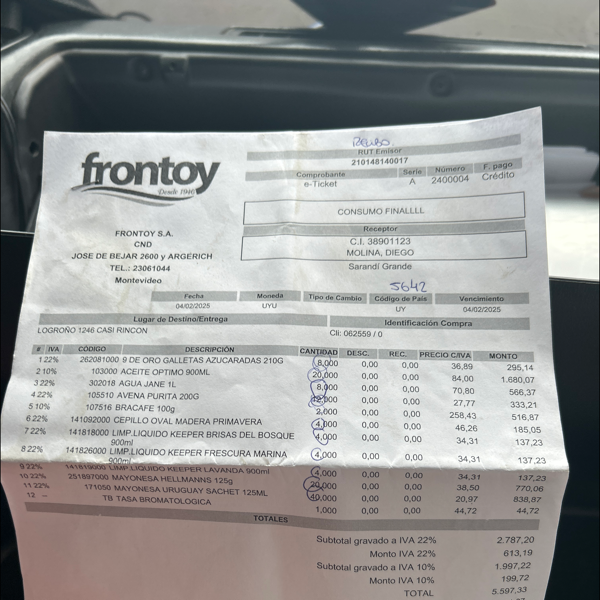 frontoy
Desde 1946
RUT Emisor
210148140017
Comprobante Serie Número F. pago
e-Ticket A 2400004 Crédito
CONSUMO FINALLLL
Receptor
C.I. 38901123
MOLINA, DIEGO
Sarandí Grande
FRONTOY S.A.
CND
JOSE DE BEJAR 2600 y ARGERICH
TEL.: 23061044
Montevideo
5642
Fecha Moneda Tipo de Cambio Código de País Vencimiento
04/02/2025 UYU UY 04/02/2025
Lugar de Destino/Entrega Identificación Compra
LOGROÑO 1246 CASI RINCON Cli: 062559 / 0
# IVA CÓDIGO DESCRIPCIÓN CANTIDAD DESC. REC. PRECIO C/IVA MONTO
1 22% 262081000 9 DE ORO GALLETAS AZUCARADAS 210G 8,000 0,00 0,00 36,89 295,14
2 10% 103000 ACEITE OPTIMO 900ML 20,000 0,00 0,00 84,00 1.680,07
3 22% 302018 AGUA JANE 1L 8,000 0,00 0,00 70,80 566,37
4 22% 105510 AVENA PURITA 200G 0,00 0,00 27,77 333,21
5 10% 107516 BRACAFE 100g 2,000 0,00 0,00 258,43 516,87
6 22% 141092000 CEPILLO OVAL MADERA PRIMAVERA 4,000 0,00 0,00 46,26 185,05
7 22% 141818000 LIMP.LIQUIDO KEEPER BRISAS DEL BOSQUE 4,000 0,00 0,00 34,31 137,23
900ml
8 22% 141826000 LIMP.LIQUIDO KEEPER FRESCURA MARINA 4,000 0,00 0,00 34,31 137,23
900ml
9 22% 141819000 LIMP.LIQUIDO KEEPER LAVANDA 900ml 4,000 0,00 0,00 34,31 137,23
10 22% 251897000 MAYONESA HELLMANNS 125g 20,000 0,00 0,00 38,50 770,06
11 22% 171050 MAYONESA URUGUAY SACHET 125ML 40,000 0,00 0,00 20,97 838,87
12 -- TB TASA BROMATOLOGICA 1,000 0,00 0,00 44,72 44,72
TOTALES
Subtotal gravado a IVA 22% 2.787,20
Monto IVA 22% 613,19
Subtotal gravado a IVA 10% 1.997,22
Monto IVA 10% 199,72
TOTAL 5.597,33